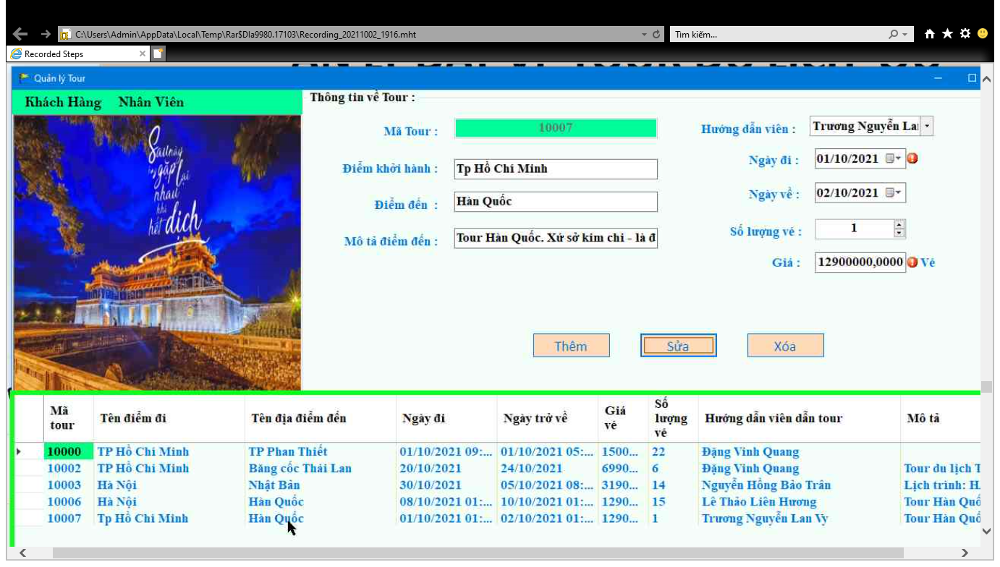 C:\Users\Admin\AppData\Local\Temp\Rar$DIa9980.17103\Recording_20211002_1916.mht
Tìm kiếm...
Recorded Steps
Quản lý Tour
Khách Hàng Nhân Viên
Thông tin về Tour :
Sau này
gặp lại
nhau
khi
hết dịch
Mã Tour : 10007
Hướng dẫn viên : Trương Nguyễn La
Ngày đi : 01/10/2021
Điểm khởi hành : Tp Hồ Chí Minh
Ngày về : 02/10/2021
Điểm đến : Hàn Quốc
Số lượng vé : 1
Mô tả điểm đến : Tour Hàn Quốc. Xứ sở kim chi - là đ
Giá : 12900000,0000 Vé
Thêm Sửa Xóa
Mã tour Tên điểm đi Tên địa điểm đến Ngày đi Ngày trở về Giá vé Số lượng vé Hướng dẫn viên dẫn tour Mô tả
10000 TP Hồ Chí Minh TP Phan Thiết 01/10/2021 09:... 01/10/2021 05:... 1500... 22 Đặng Vinh Quang
10002 TP Hồ Chí Minh Băng cốc Thái Lan 20/10/2021 24/10/2021 6990... 6 Đặng Vinh Quang Tour du lịch T
10003 Hà Nội Nhật Bản 30/10/2021 05/10/2021 08:... 3190... 14 Nguyễn Hồng Bảo Trân Lịch trình: H
10006 Hà Nội Hàn Quốc 08/10/2021 01:... 10/10/2021 01:... 1290... 15 Lê Thảo Liên Hương Tour Hàn Quố
10007 Tp Hồ Chí Minh Hàn Quốc 01/10/2021 01:... 02/10/2021 01:... 1290... 1 Trương Nguyễn Lan Vy Tour Hàn Quố